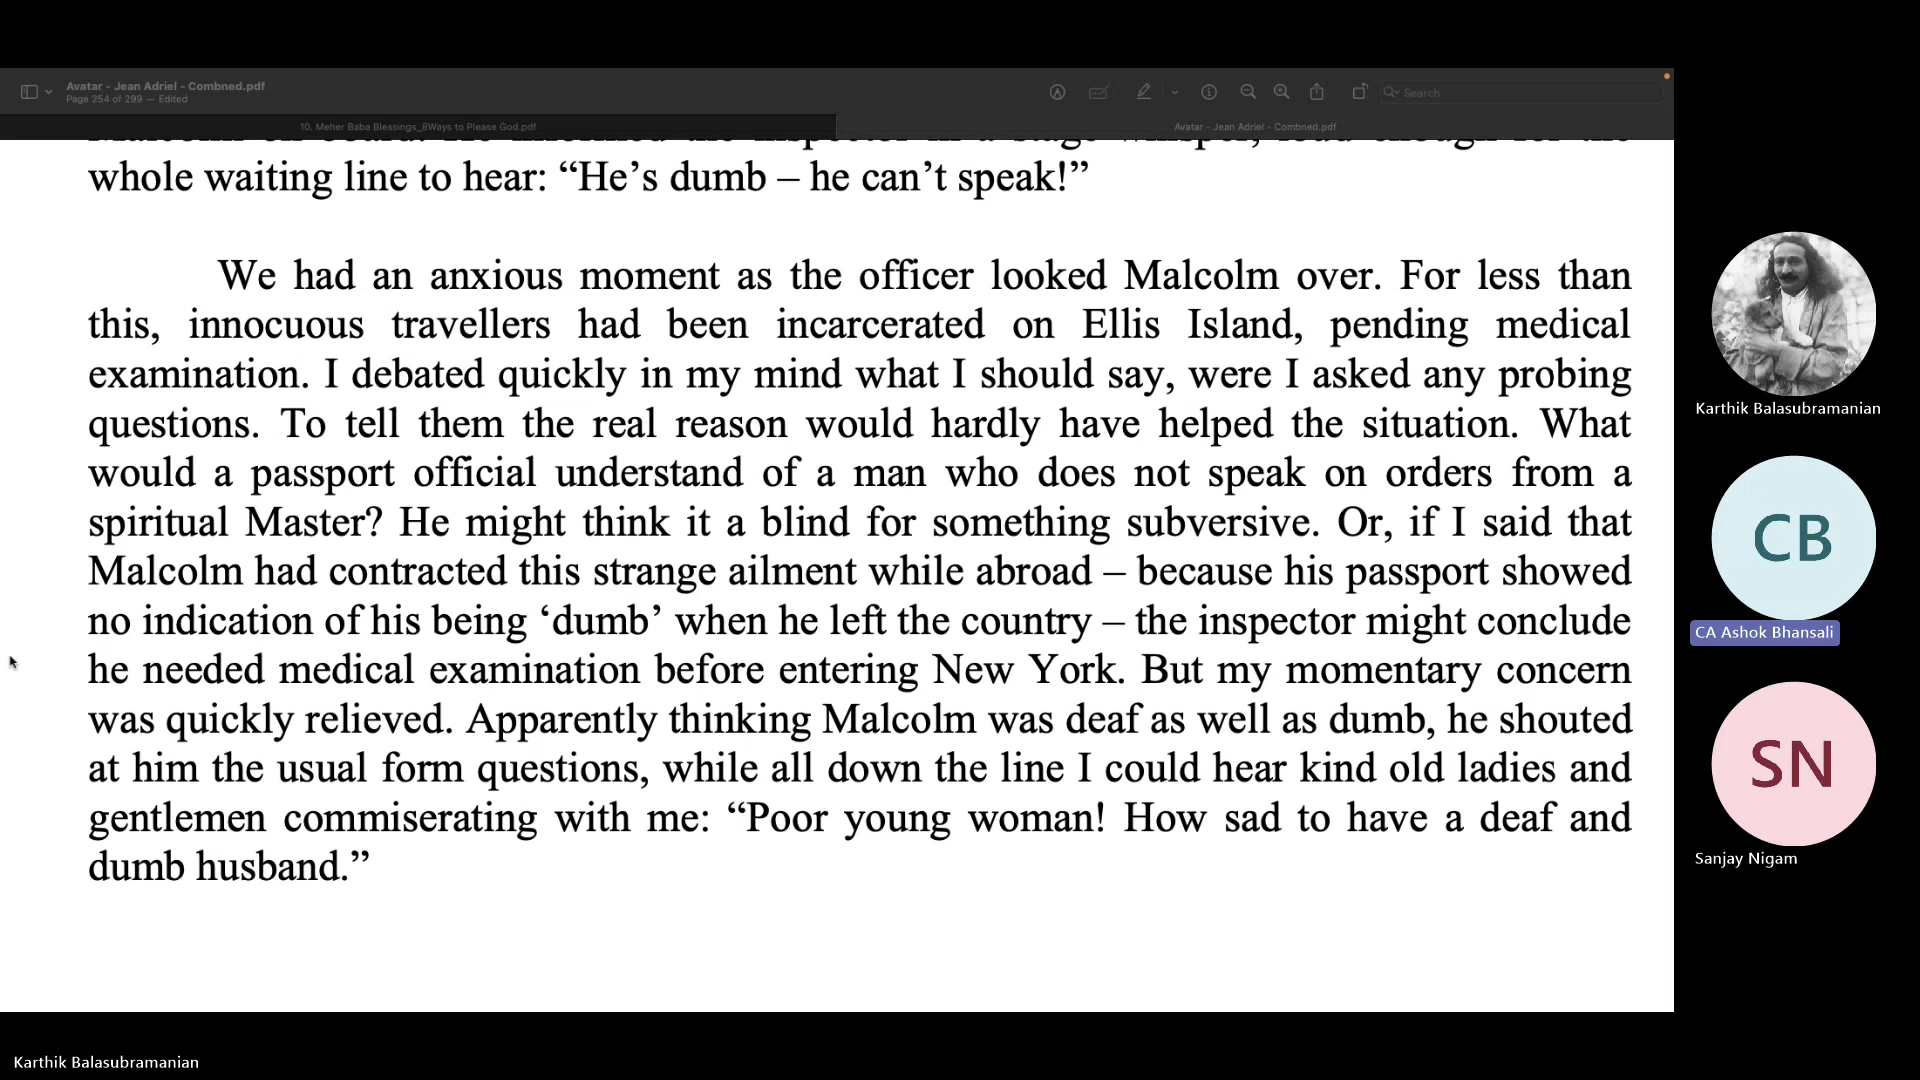 Avatar - Jean Adriel - Combned.pdf
Page 254 of 299 — Edited
Search
10. Meher Baba Blessings_8Ways to Please God.pdf
Avatar - Jean Adriel - Combned.pdf
whole waiting line to hear: “He’s dumb – he can’t speak!”
We had an anxious moment as the officer looked Malcolm over. For less than
this, innocuous travellers had been incarcerated on Ellis Island, pending medical
examination. I debated quickly in my mind what I should say, were I asked any probing
questions. To tell them the real reason would hardly have helped the situation. What
would a passport official understand of a man who does not speak on orders from a
spiritual Master? He might think it a blind for something subversive. Or, if I said that
Malcolm had contracted this strange ailment while abroad – because his passport showed
no indication of his being ‘dumb’ when he left the country – the inspector might conclude
he needed medical examination before entering New York. But my momentary concern
was quickly relieved. Apparently thinking Malcolm was deaf as well as dumb, he shouted
at him the usual form questions, while all down the line I could hear kind old ladies and
gentlemen commiserating with me: “Poor young woman! How sad to have a deaf and
dumb husband.”
Karthik Balasubramanian
CB
CA Ashok Bhansali
SN
Sanjay Nigam
Karthik Balasubramanian